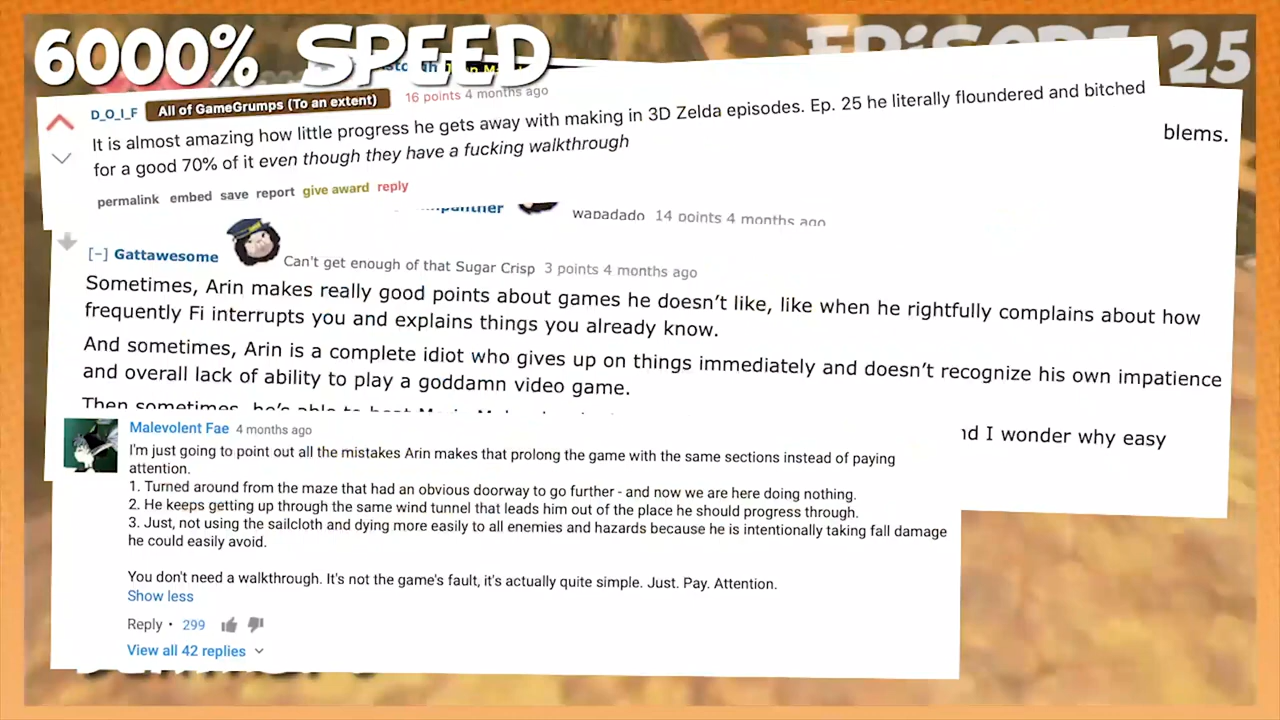 6000% SPEED
EPiSODE 25
D_O_I_F All of GameGrumps (To an extent) 16 points 4 months ago
It is almost amazing how little progress he gets away with making in 3D Zelda episodes. Ep. 25 he literally floundered and bitched
for a good 70% of it even though they have a fucking walkthrough
blems.
permalink embed save report give award reply
wapadado 14 points 4 months ago
[-] Gattawesome Can't get enough of that Sugar Crisp 3 points 4 months ago
Sometimes, Arin makes really good points about games he doesn't like, like when he rightfully complains about how
frequently Fi interrupts you and explains things you already know.
And sometimes, Arin is a complete idiot who gives up on things immediately and doesn't recognize his own impatience
and overall lack of ability to play a goddamn video game.
Then sometimes, he's able to beat
nd I wonder why easy
Malevolent Fae 4 months ago
I'm just going to point out all the mistakes Arin makes that prolong the game with the same sections instead of paying
attention.
1. Turned around from the maze that had an obvious doorway to go further - and now we are here doing nothing.
2. He keeps getting up through the same wind tunnel that leads him out of the place he should progress through.
3. Just, not using the sailcloth and dying more easily to all enemies and hazards because he is intentionally taking fall damage
he could easily avoid.
You don't need a walkthrough. It's not the game's fault, it's actually quite simple. Just. Pay. Attention.
Show less
Reply • 299
View all 42 replies